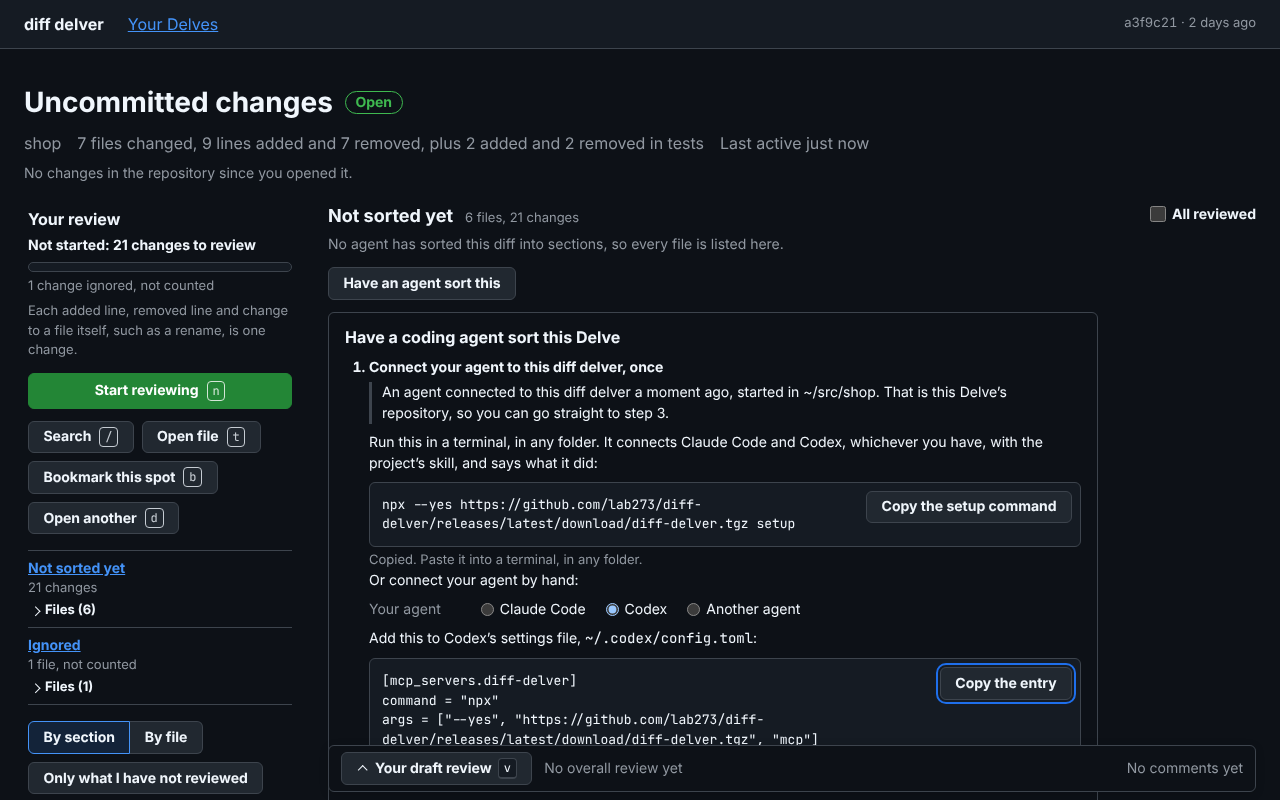 diff delver
Your Delves
a3f9c21 · 2 days ago
Uncommitted changes
Open
shop
7 files changed, 9 lines added and 7 removed, plus 2 added and 2 removed in tests
Last active just now
No changes in the repository since you opened it.
Your review
Not started: 21 changes to review
1 change ignored, not counted
Each added line, removed line and change
to a file itself, such as a rename, is one
change.
Start reviewing n
Search /
Open file t
Bookmark this spot b
Open another d
Not sorted yet
21 changes
Files (6)
Ignored
1 file, not counted
Files (1)
By section
By file
Only what I have not reviewed
Not sorted yet
6 files, 21 changes
All reviewed
No agent has sorted this diff into sections, so every file is listed here.
Have an agent sort this
Have a coding agent sort this Delve
1. Connect your agent to this diff delver, once
An agent connected to this diff delver a moment ago, started in ~/src/shop. That is this Delve’s
repository, so you can go straight to step 3.
Run this in a terminal, in any folder. It connects Claude Code and Codex, whichever you have, with the
project’s skill, and says what it did:
npx --yes https://github.com/lab273/diff-
delver/releases/latest/download/diff-delver.tgz setup
Copy the setup command
Copied. Paste it into a terminal, in any folder.
Or connect your agent by hand:
Your agent
Claude Code
Codex
Another agent
Add this to Codex’s settings file, ~/.codex/config.toml:
[mcp_servers.diff-delver]
command = "npx"
args = ["--yes", "https://github.com/lab273/diff-
delver/releases/latest/download/diff-delver.tgz", "mcp"]
Copy the entry
Your draft review v
No overall review yet
No comments yet